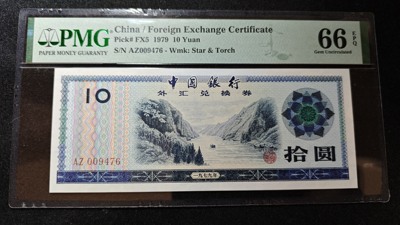 PMG
PAPER MONEY GUARANTY
China / Foreign Exchange Certificate
Pick# FX5 1979 10 Yuan
S/N AZ009476 - Wmk: Star & Torch
66 EPQ
Gem Uncirculated
中国银行
外汇兑换券
10
AZ 009476
拾圆
一九七九年